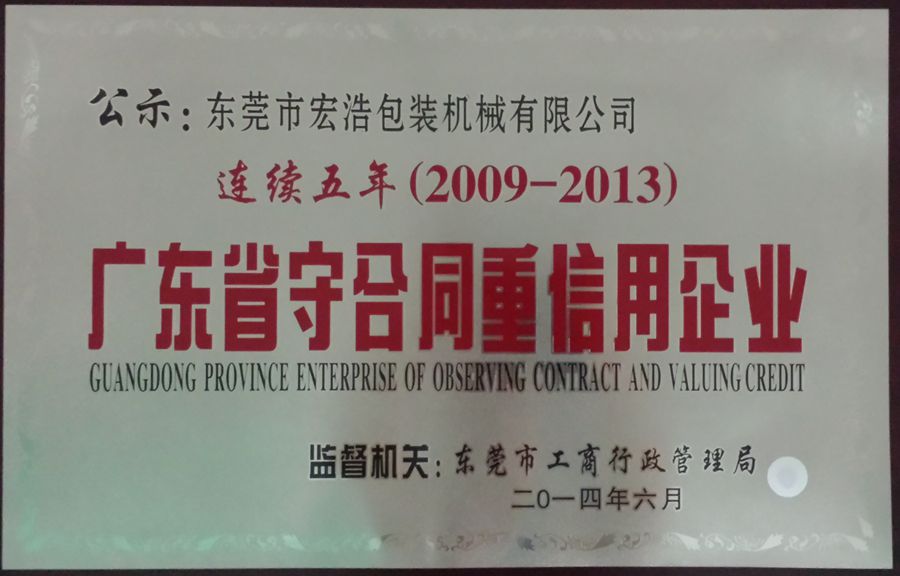 公示：东莞市宏浩包装机械有限公司
连续五年(2009-2013)
广东省守合同重信用企业
GUANGDONG PROVINCE ENTERPRISE OF OBSERVING CONTRACT AND VALUING CREDIT
监督机关：东莞市工商行政管理局
二〇一四年六月